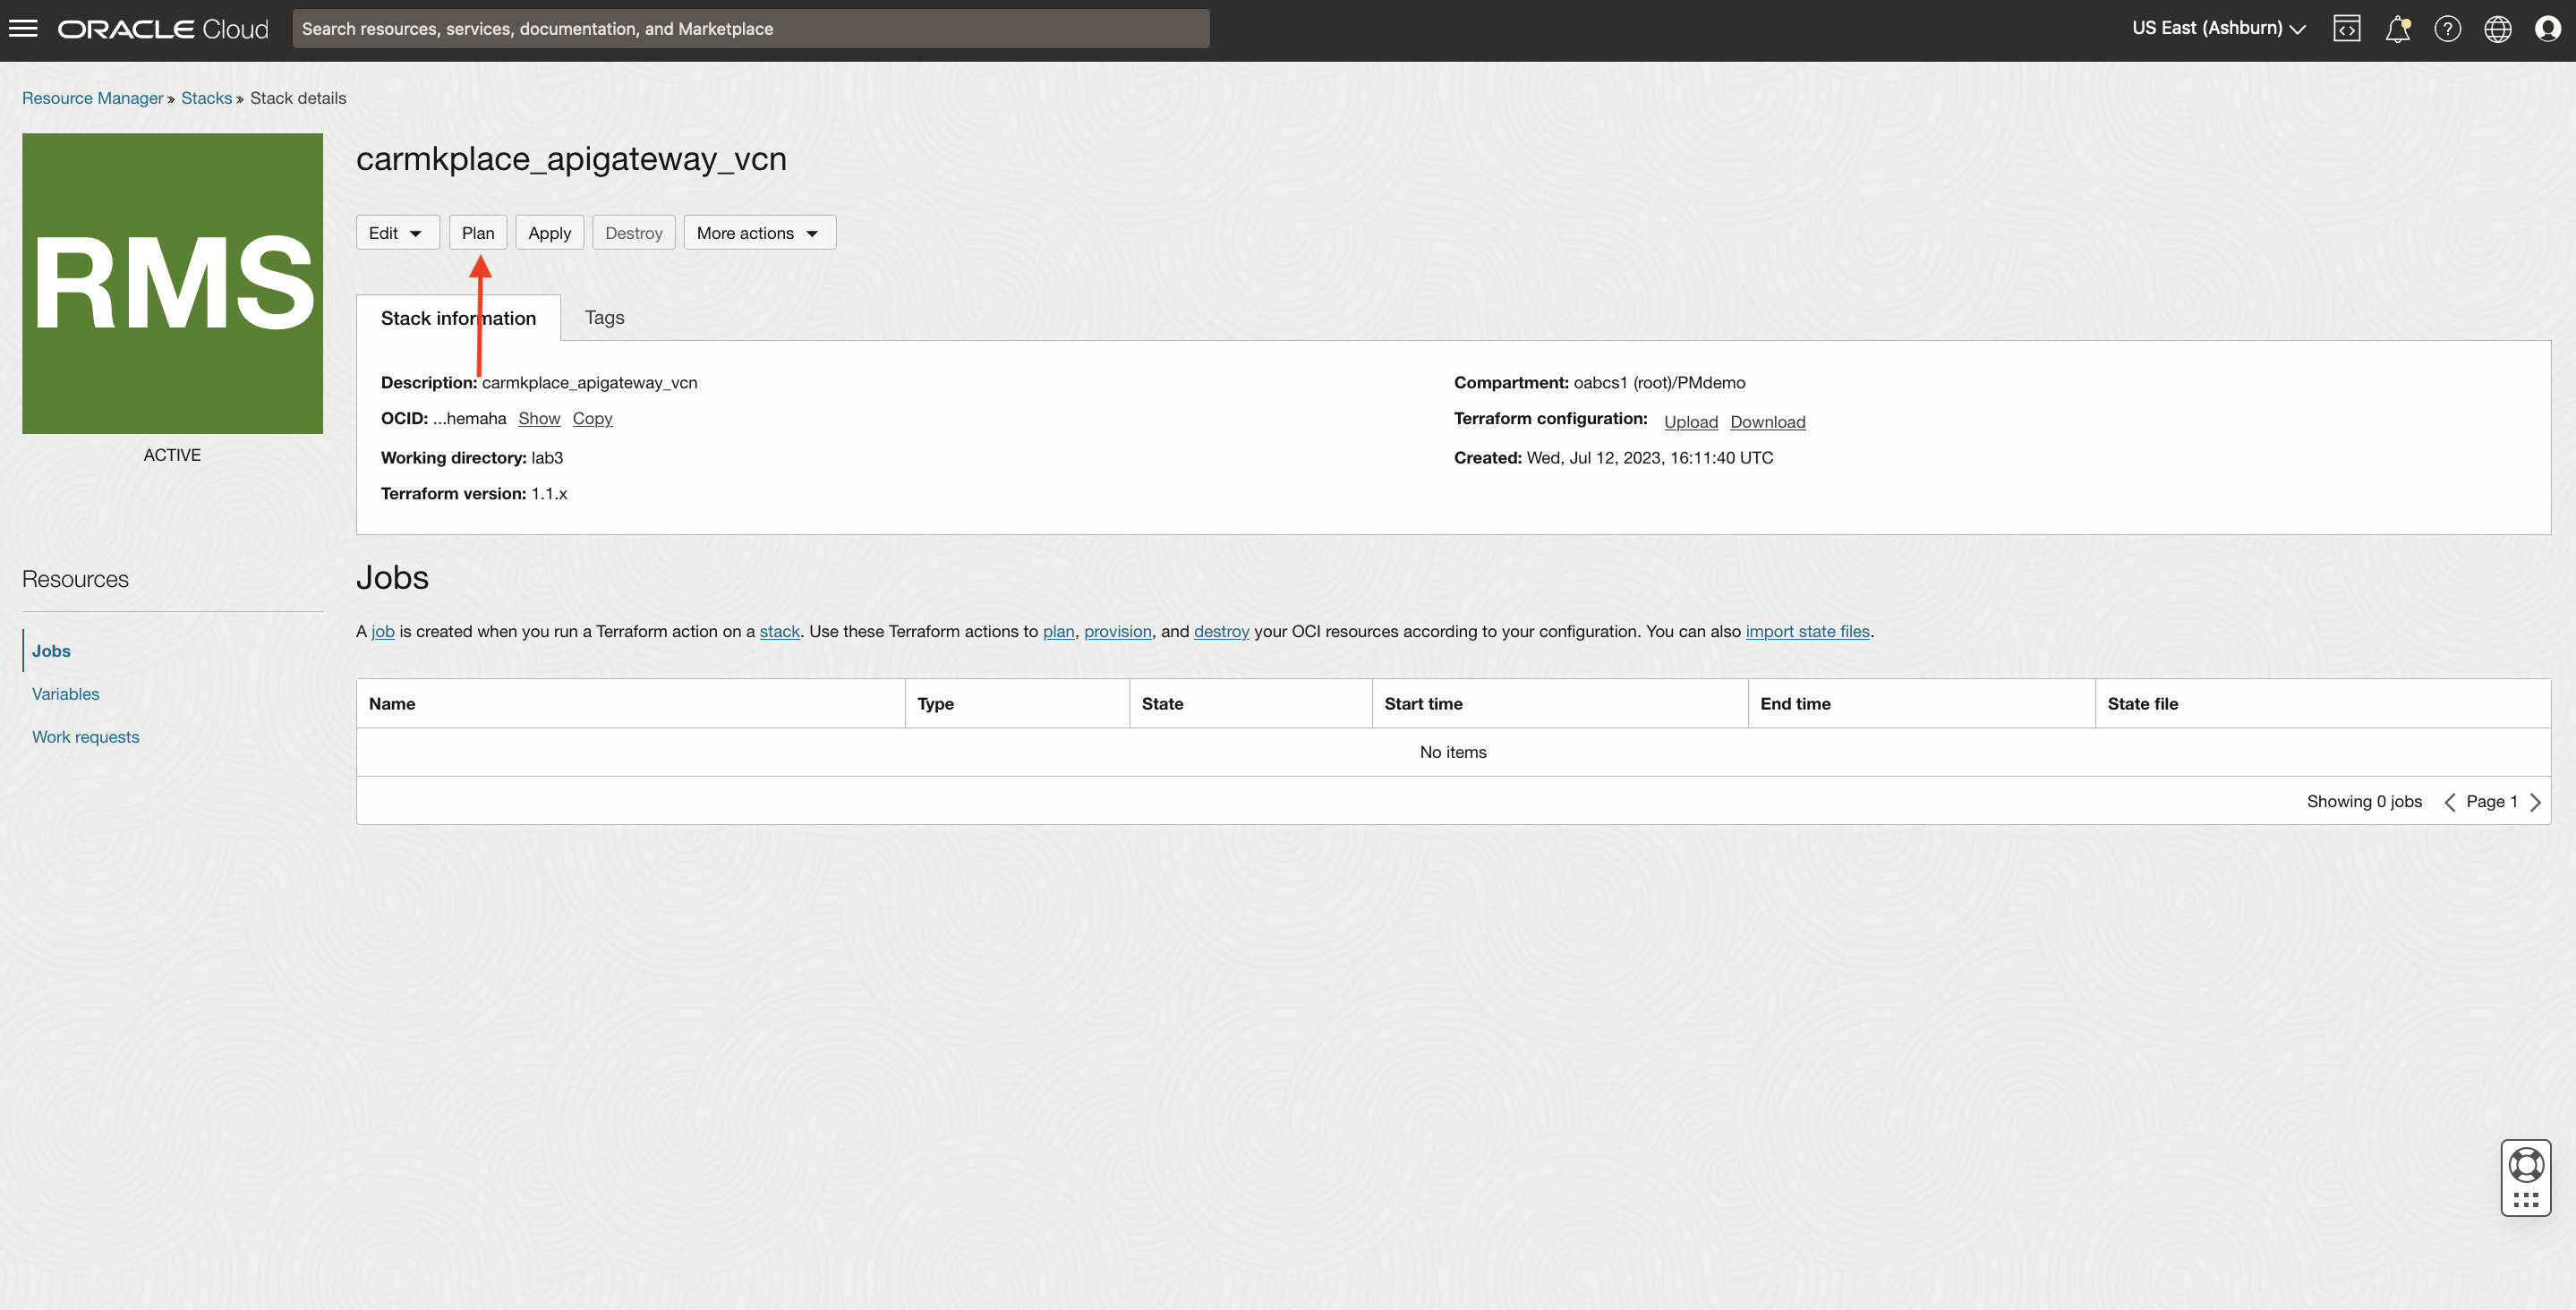 ORACLE Cloud
Search resources, services, documentation, and Marketplace
US East (Ashburn)
Resource Manager » Stacks » Stack details
RMS
ACTIVE
carmkplace_apigateway_vcn
Edit Plan Apply Destroy More actions
Stack information Tags
Description: carmkplace_apigateway_vcn
OCID: ...hemaha Show Copy
Working directory: lab3
Terraform version: 1.1.x
Compartment: oabcs1 (root)/PMdemo
Terraform configuration: Upload Download
Created: Wed, Jul 12, 2023, 16:11:40 UTC
Resources
Jobs
Variables
Work requests
Jobs
A job is created when you run a Terraform action on a stack. Use these Terraform actions to plan, provision, and destroy your OCI resources according to your configuration. You can also import state files.
Name Type State Start time End time State file
No items
Showing 0 jobs Page 1